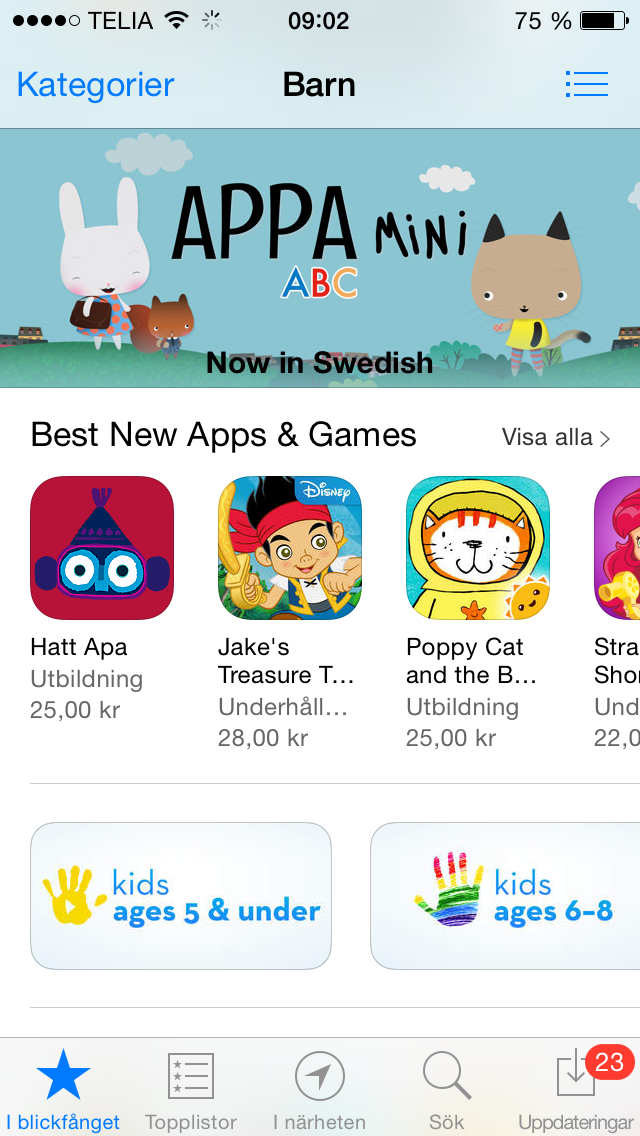 TELIA 09:02 75 %
Kategorier Barn
APPA MiNi
ABC
Now in Swedish
Best New Apps & Games Visa alla
Disney
Hatt Apa
Utbildning
25,00 kr
Jake's
Treasure T...
Underhåll...
28,00 kr
Poppy Cat
and the B...
Utbildning
25,00 kr
Stra
Shor
Und
22,0
kids
ages 5 & under
kids
ages 6-8
I blickfånget Topplistor I närheten Sök Uppdateringar
23